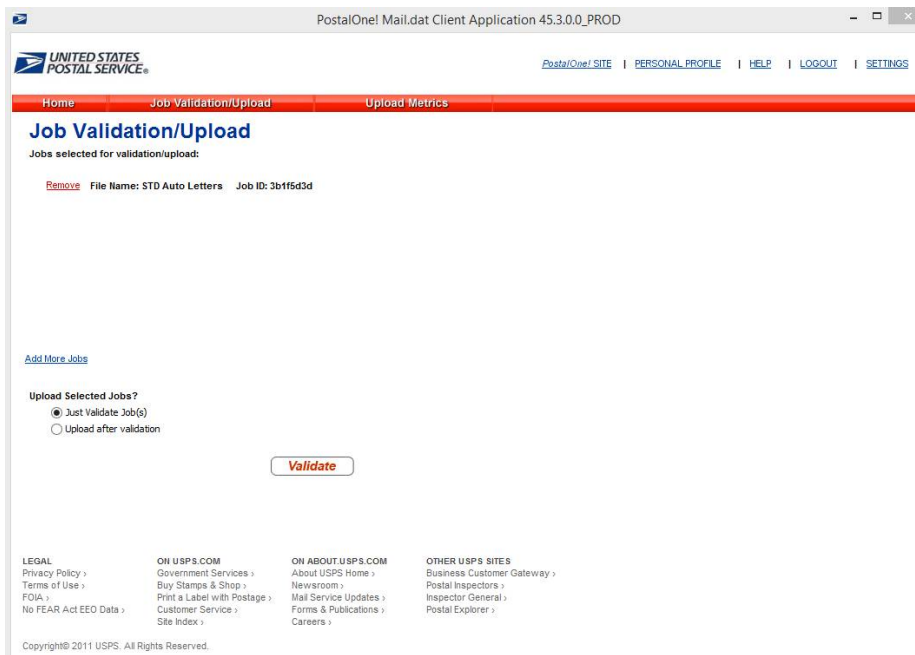 PostalOne! Mail.dat Client Application 45.3.0.0_PROD
UNITED STATES
POSTAL SERVICE®
PostalOne! SITE | PERSONAL PROFILE | HELP | LOGOUT | SETTINGS
Home Job Validation/Upload Upload Metrics
Job Validation/Upload
Jobs selected for validation/upload:
Remove File Name: STD Auto Letters Job ID: 3b1f5d3d
Add More Jobs
Upload Selected Jobs?
Just Validate Job(s)
Upload after validation
Validate
LEGAL
Privacy Policy ›
Terms of Use ›
FOIA ›
No FEAR Act EEO Data ›
ON USPS.COM
Government Services ›
Buy Stamps & Shop ›
Print a Label with Postage ›
Customer Service ›
Site Index ›
ON ABOUT.USPS.COM
About USPS Home ›
Newsroom ›
Mail Service Updates ›
Forms & Publications ›
Careers ›
OTHER USPS SITES
Business Customer Gateway ›
Postal Inspectors ›
Inspector General ›
Postal Explorer ›
Copyright© 2011 USPS. All Rights Reserved.